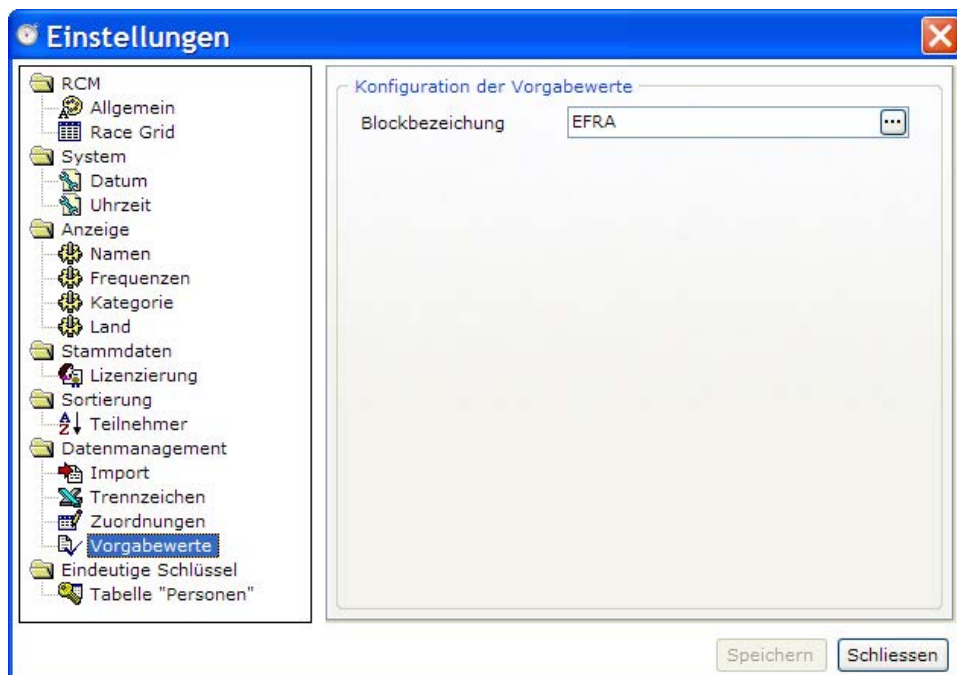 Einstellungen
RCM
Allgemein
Race Grid
System
Datum
Uhrzeit
Anzeige
Namen
Frequenzen
Kategorie
Land
Stammdaten
Lizenzierung
Sortierung
Teilnehmer
Datenmanagement
Import
Trennzeichen
Zuordnungen
Vorgabewerte
Eindeutige Schlüssel
Tabelle "Personen"
Konfiguration der Vorgabewerte
Blockbezeichung EFRA ...
Speichern Schliessen